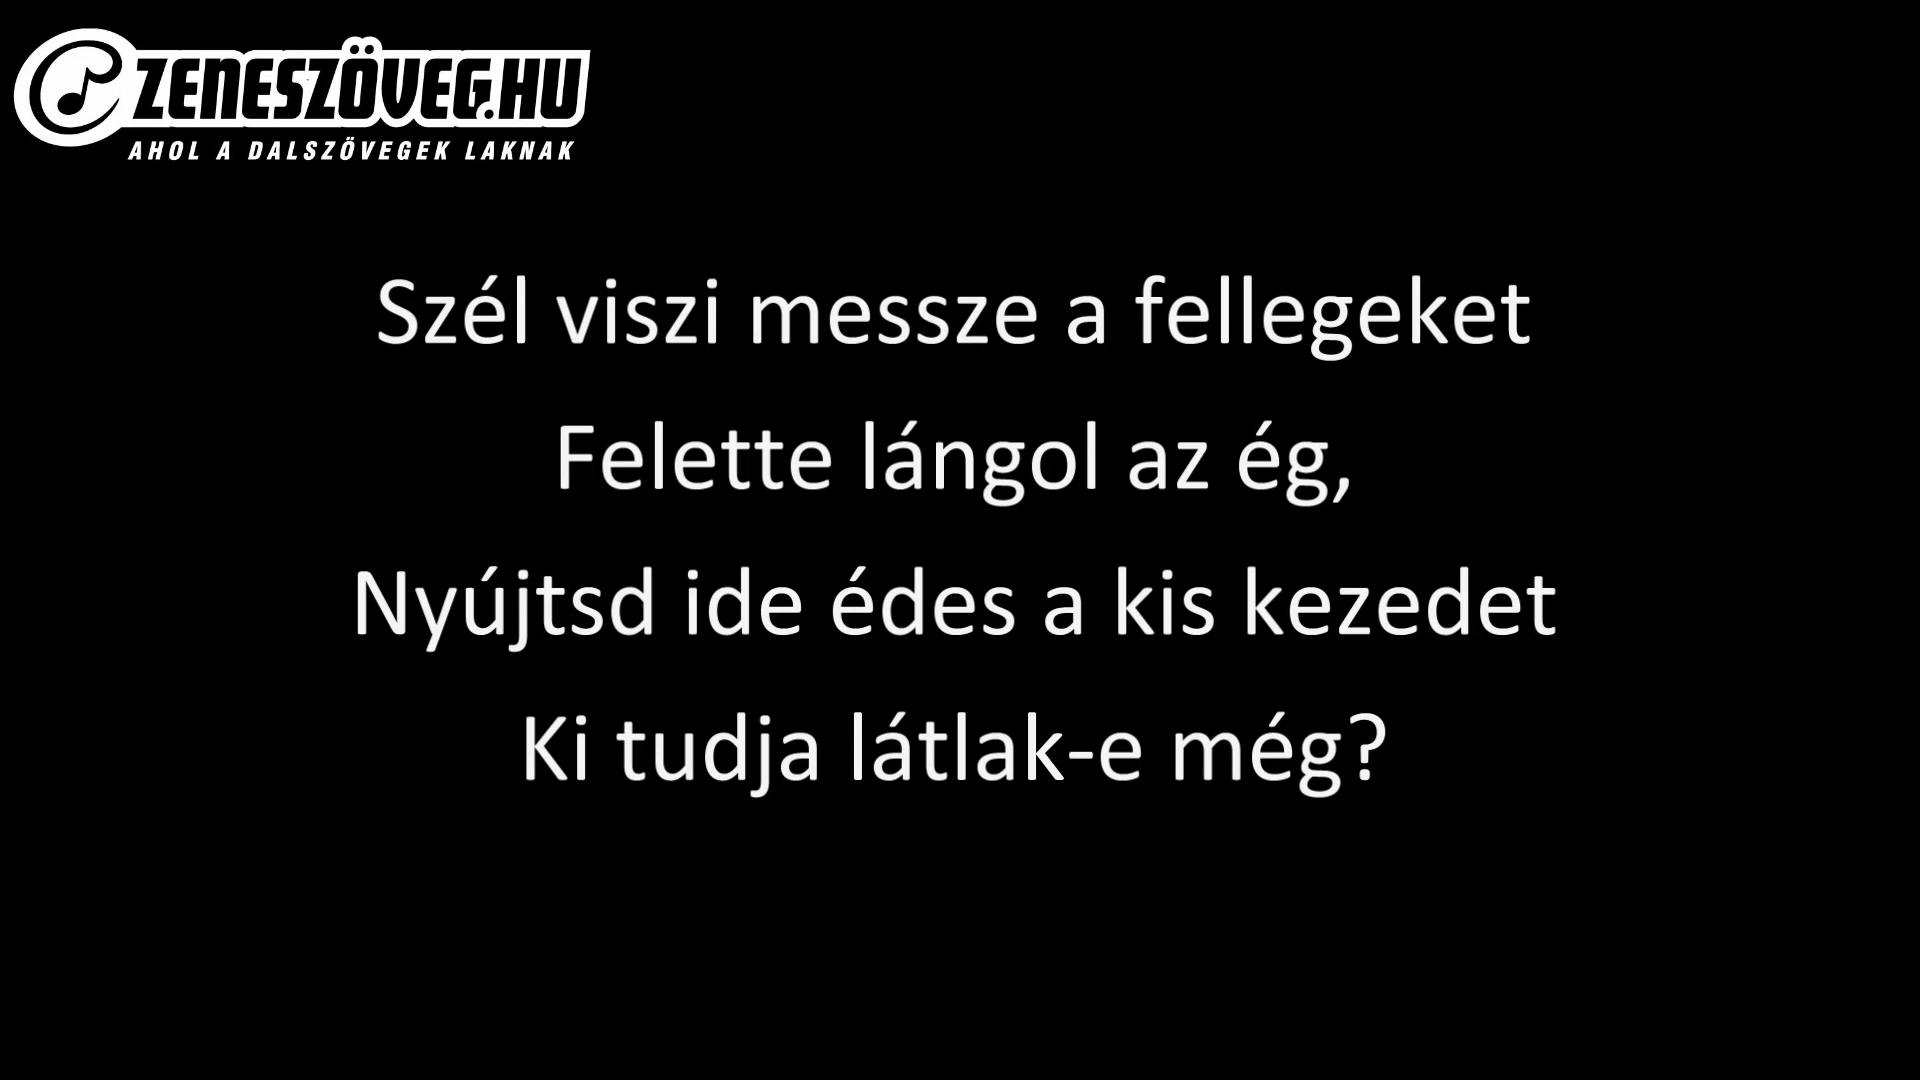 ZENESZÖVEG.HU
AHOL A DALSZÖVEGEK LAKNAK
Szél viszi messze a fellegeket
Felette lángol az ég,
Nyújtsd ide édes a kis kezedet
Ki tudja látlak-e még?